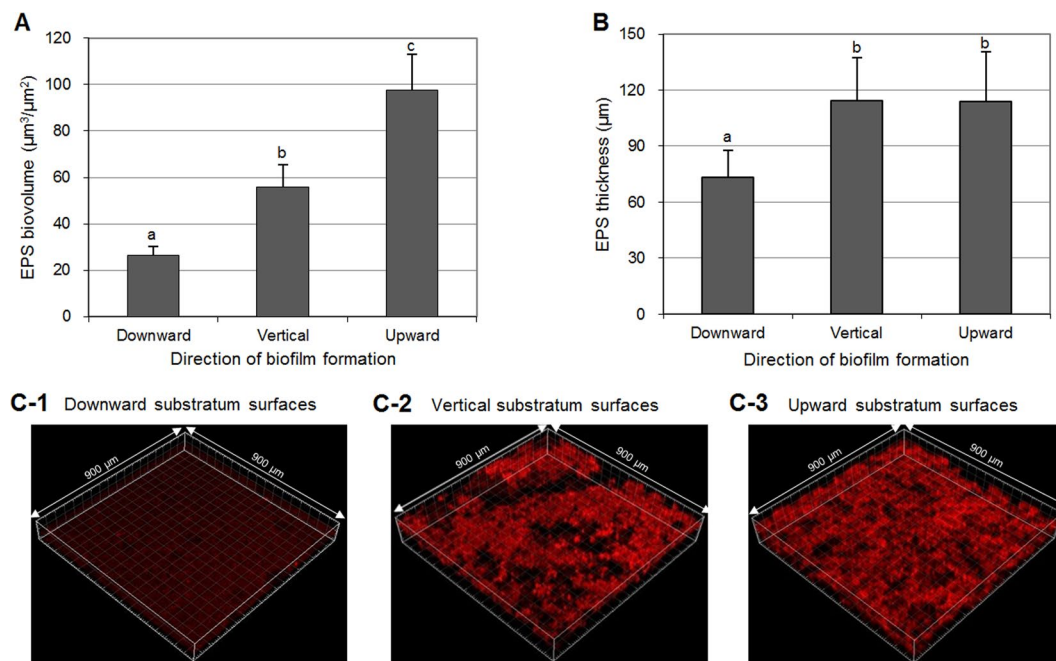 A
EPS biovolume (µm³/µm²)
120
100
80
60
40
20
0
a
b
c
Downward Vertical Upward
Direction of biofilm formation
B
EPS thickness (µm)
150
120
90
60
30
0
a
b
b
Downward Vertical Upward
Direction of biofilm formation
C-1 Downward substratum surfaces
900 µm 900 µm
C-2 Vertical substratum surfaces
900 µm 900 µm
C-3 Upward substratum surfaces
900 µm 900 µm